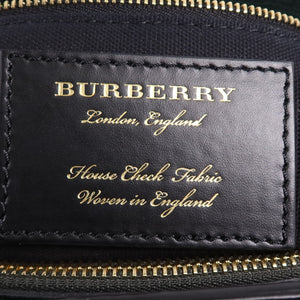 BURBERRY
London, England
House Check Fabric
Woven in England